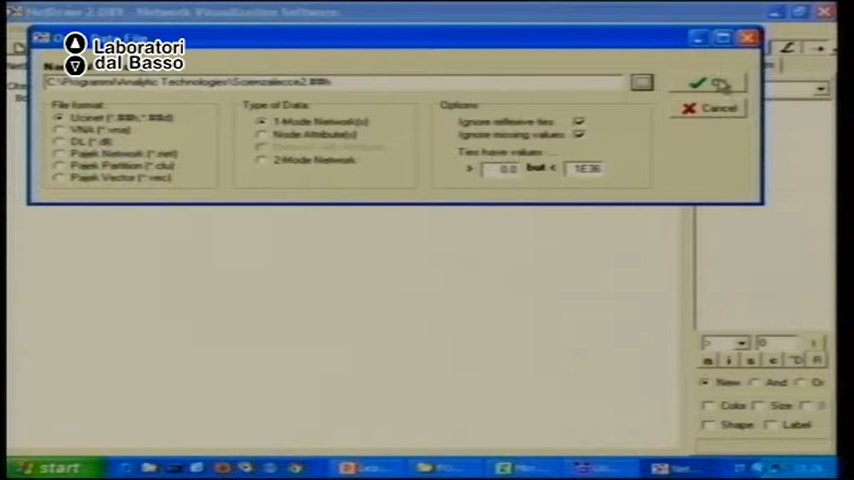 NetDraw 2.089 - Network Visualization Software
Laboratori
dal Basso
C:\Programmi\Analytic Technologies\Scienzalecce2.##h
File format
Ucinet (*.##h,*.##d)
VNA (*.vna)
DL (*.dl)
Pajek Network (*.net)
Pajek Partition (*.clu)
Pajek Vector (*.vec)
Type of Data:
1-Mode Network(s)
Node Attribute(s)
2-Mode Network
Options
Ignore reflexive ties
Ignore missing values
Ties have values ...
> 0.0 but < 1E36
Cancel
> 0
n i s c ~D R
New And Or
Color Size
Shape Label
start
IT